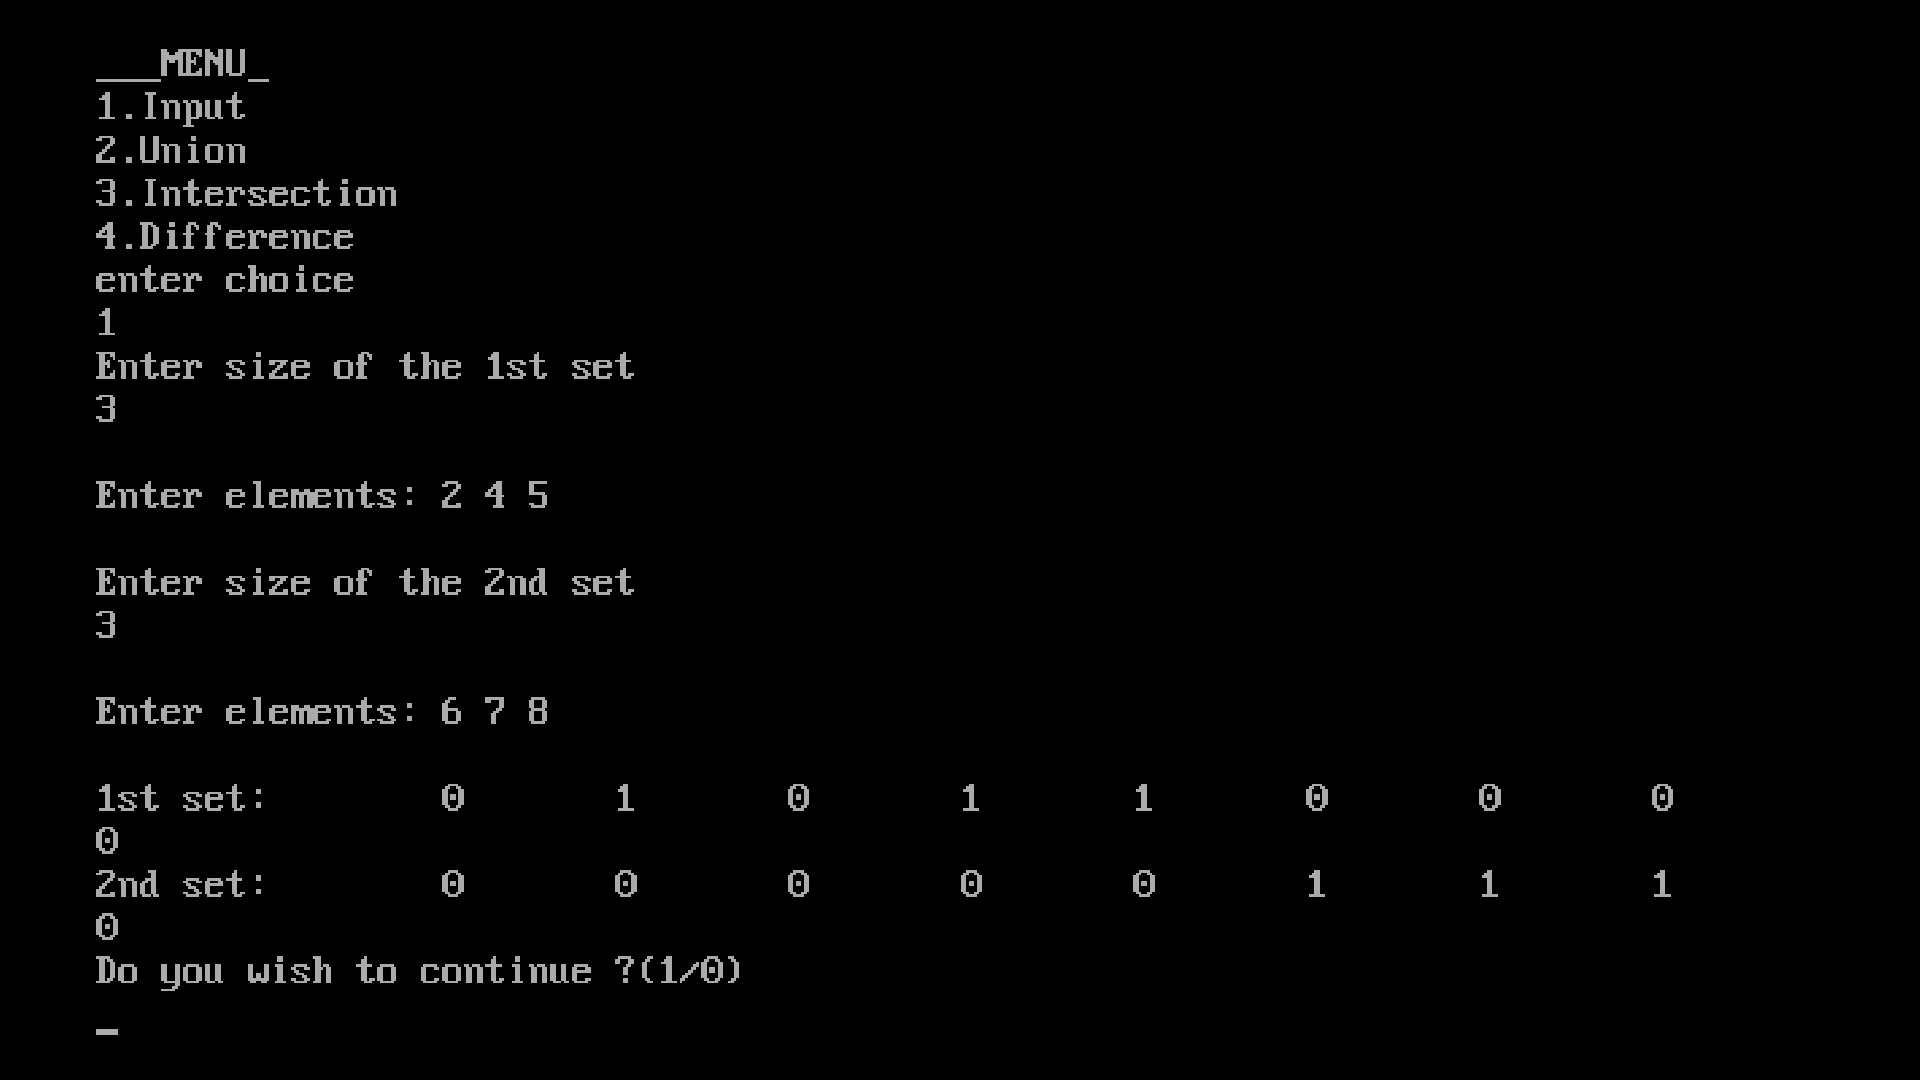 ___MENU_
1.Input
2.Union
3.Intersection
4.Difference
enter choice
1
Enter size of the 1st set
3
Enter elements: 2 4 5
Enter size of the 2nd set
3
Enter elements: 6 7 8
1st set:        0       1       0       1       1       0       0       0
0
2nd set:        0       0       0       0       0       1       1       1
0
Do you wish to continue ?(1/0)